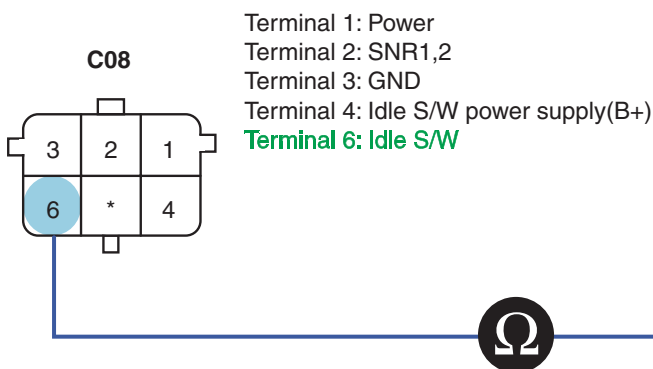 Terminal 1: Power
Terminal 2: SNR1,2
C08
Terminal 3: GND
Terminal 4: Idle S/W power supply(B+)
Terminal 6: Idle S/W
3 2 1
6 * 4
Ω